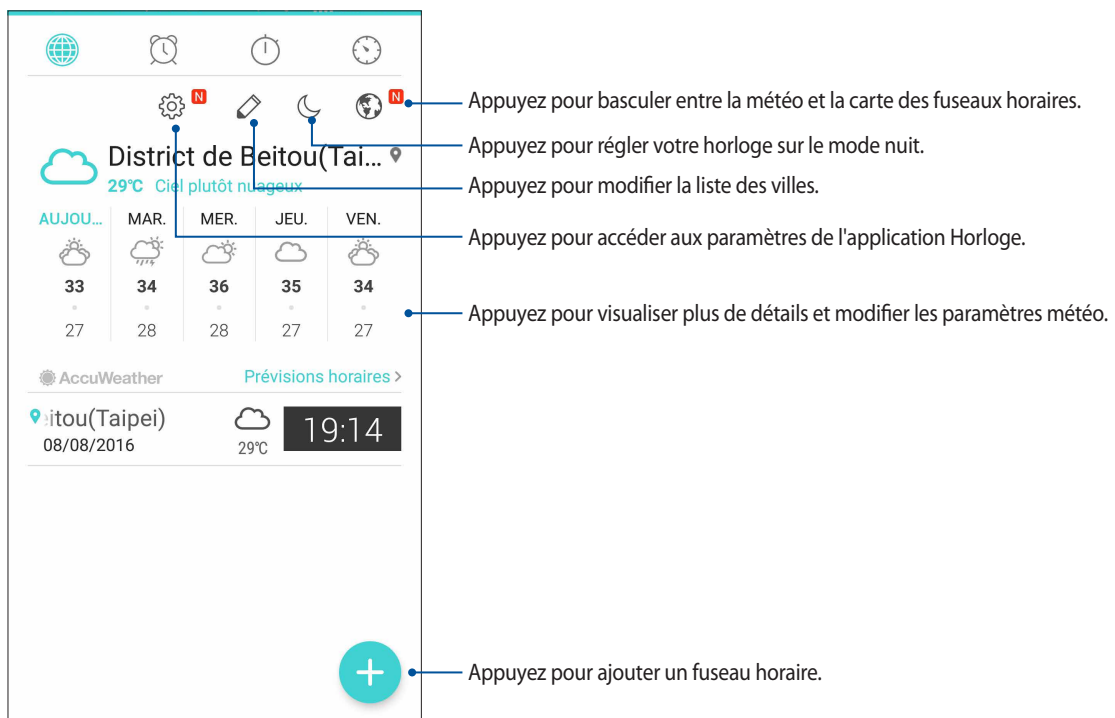 N
N
Appuyez pour basculer entre la météo et la carte des fuseaux horaires.
Appuyez pour régler votre horloge sur le mode nuit.
District de Beitou(Tai...
29°C Ciel plutôt nuageux
Appuyez pour modifier la liste des villes.
AUJOU... MAR. MER. JEU. VEN.
Appuyez pour accéder aux paramètres de l'application Horloge.
33 34 36 35 34
27 28 28 27 27
Appuyez pour visualiser plus de détails et modifier les paramètres météo.
AccuWeather Prévisions horaires >
itou(Taipei)
08/08/2016
29°C
19:14
Appuyez pour ajouter un fuseau horaire.